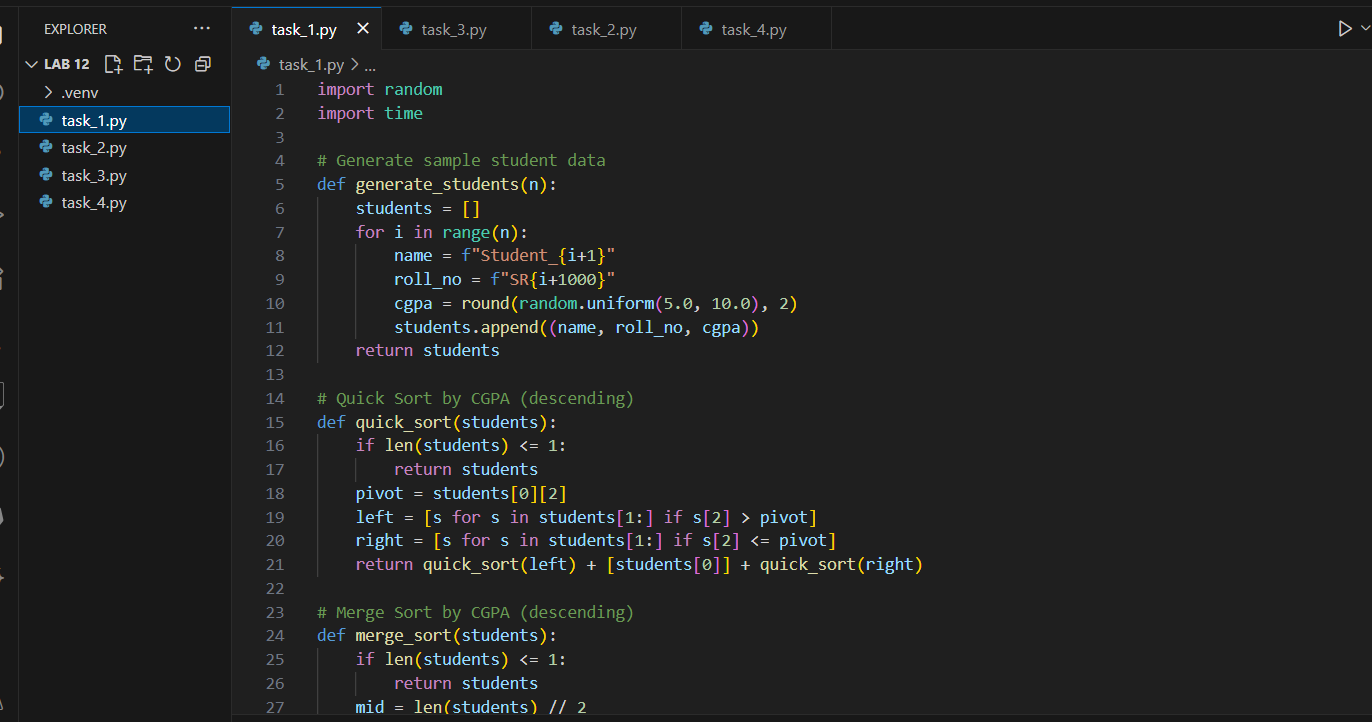 EXPLORER ...
LAB 12
.venv
task_1.py
task_2.py
task_3.py
task_4.py
task_1.py task_3.py task_2.py task_4.py
task_1.py > ...
1 import random
2 import time
3
4 # Generate sample student data
5 def generate_students(n):
6     students = []
7     for i in range(n):
8         name = f"Student_{i+1}"
9         roll_no = f"SR{i+1000}"
10         cgpa = round(random.uniform(5.0, 10.0), 2)
11         students.append((name, roll_no, cgpa))
12     return students
13
14 # Quick Sort by CGPA (descending)
15 def quick_sort(students):
16     if len(students) <= 1:
17         return students
18     pivot = students[0][2]
19     left = [s for s in students[1:] if s[2] > pivot]
20     right = [s for s in students[1:] if s[2] <= pivot]
21     return quick_sort(left) + [students[0]] + quick_sort(right)
22
23 # Merge Sort by CGPA (descending)
24 def merge_sort(students):
25     if len(students) <= 1:
26         return students
27     mid = len(students) // 2